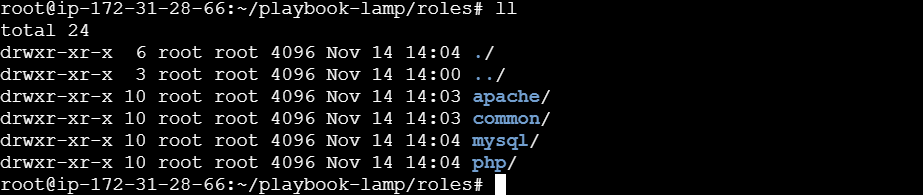 root@ip-172-31-28-66:~/playbook-lamp/roles# ll
total 24
drwxr-xr-x  6 root root 4096 Nov 14 14:04 ./
drwxr-xr-x  3 root root 4096 Nov 14 14:00 ../
drwxr-xr-x 10 root root 4096 Nov 14 14:03 apache/
drwxr-xr-x 10 root root 4096 Nov 14 14:03 common/
drwxr-xr-x 10 root root 4096 Nov 14 14:04 mysql/
drwxr-xr-x 10 root root 4096 Nov 14 14:04 php/
root@ip-172-31-28-66:~/playbook-lamp/roles#